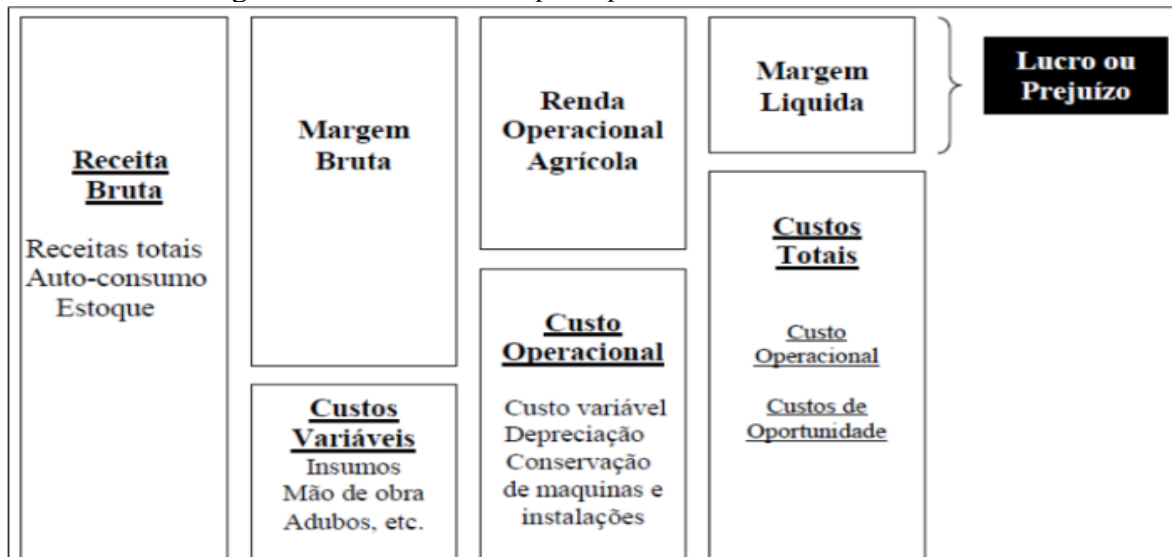 Receita
Bruta
Receitas totais
Auto-consumo
Estoque
Margem
Bruta
Custos
Variáveis
Insumos
Mão de obra
Adubos, etc.
Renda
Operacional
Agrícola
Custo
Operacional
Custo variável
Depreciação
Conservação
de maquinas e
instalações
Margem
Liquida
Custos
Totais
Custo
Operacional
Custos de
Oportunidade
Lucro ou
Prejuízo